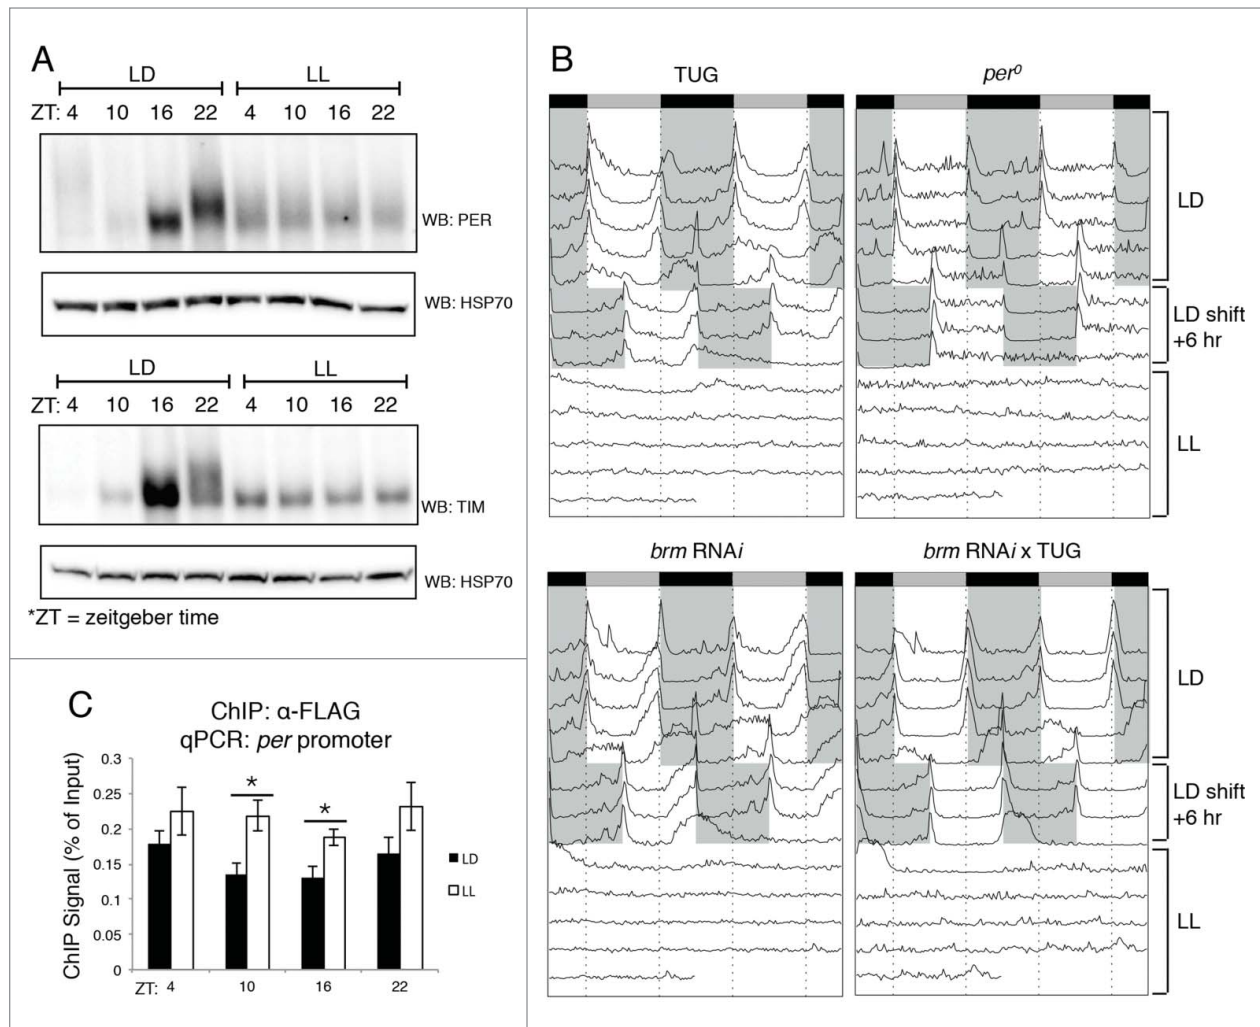 A
LD LL
ZT: 4 10 16 22 4 10 16 22
WB: PER
WB: HSP70
LD LL
ZT: 4 10 16 22 4 10 16 22
WB: TIM
WB: HSP70
*ZT = zeitgeber time
B
TUG per⁰
LD
LD shift
+6 hr
LL
brm RNAi brm RNAi x TUG
LD
LD shift
+6 hr
LL
C
ChIP: α-FLAG
qPCR: per promoter
ChIP Signal (% of Input)
0.3
0.25
0.2
0.15
0.1
0.05
0
* *
LD
LL
ZT: 4 10 16 22